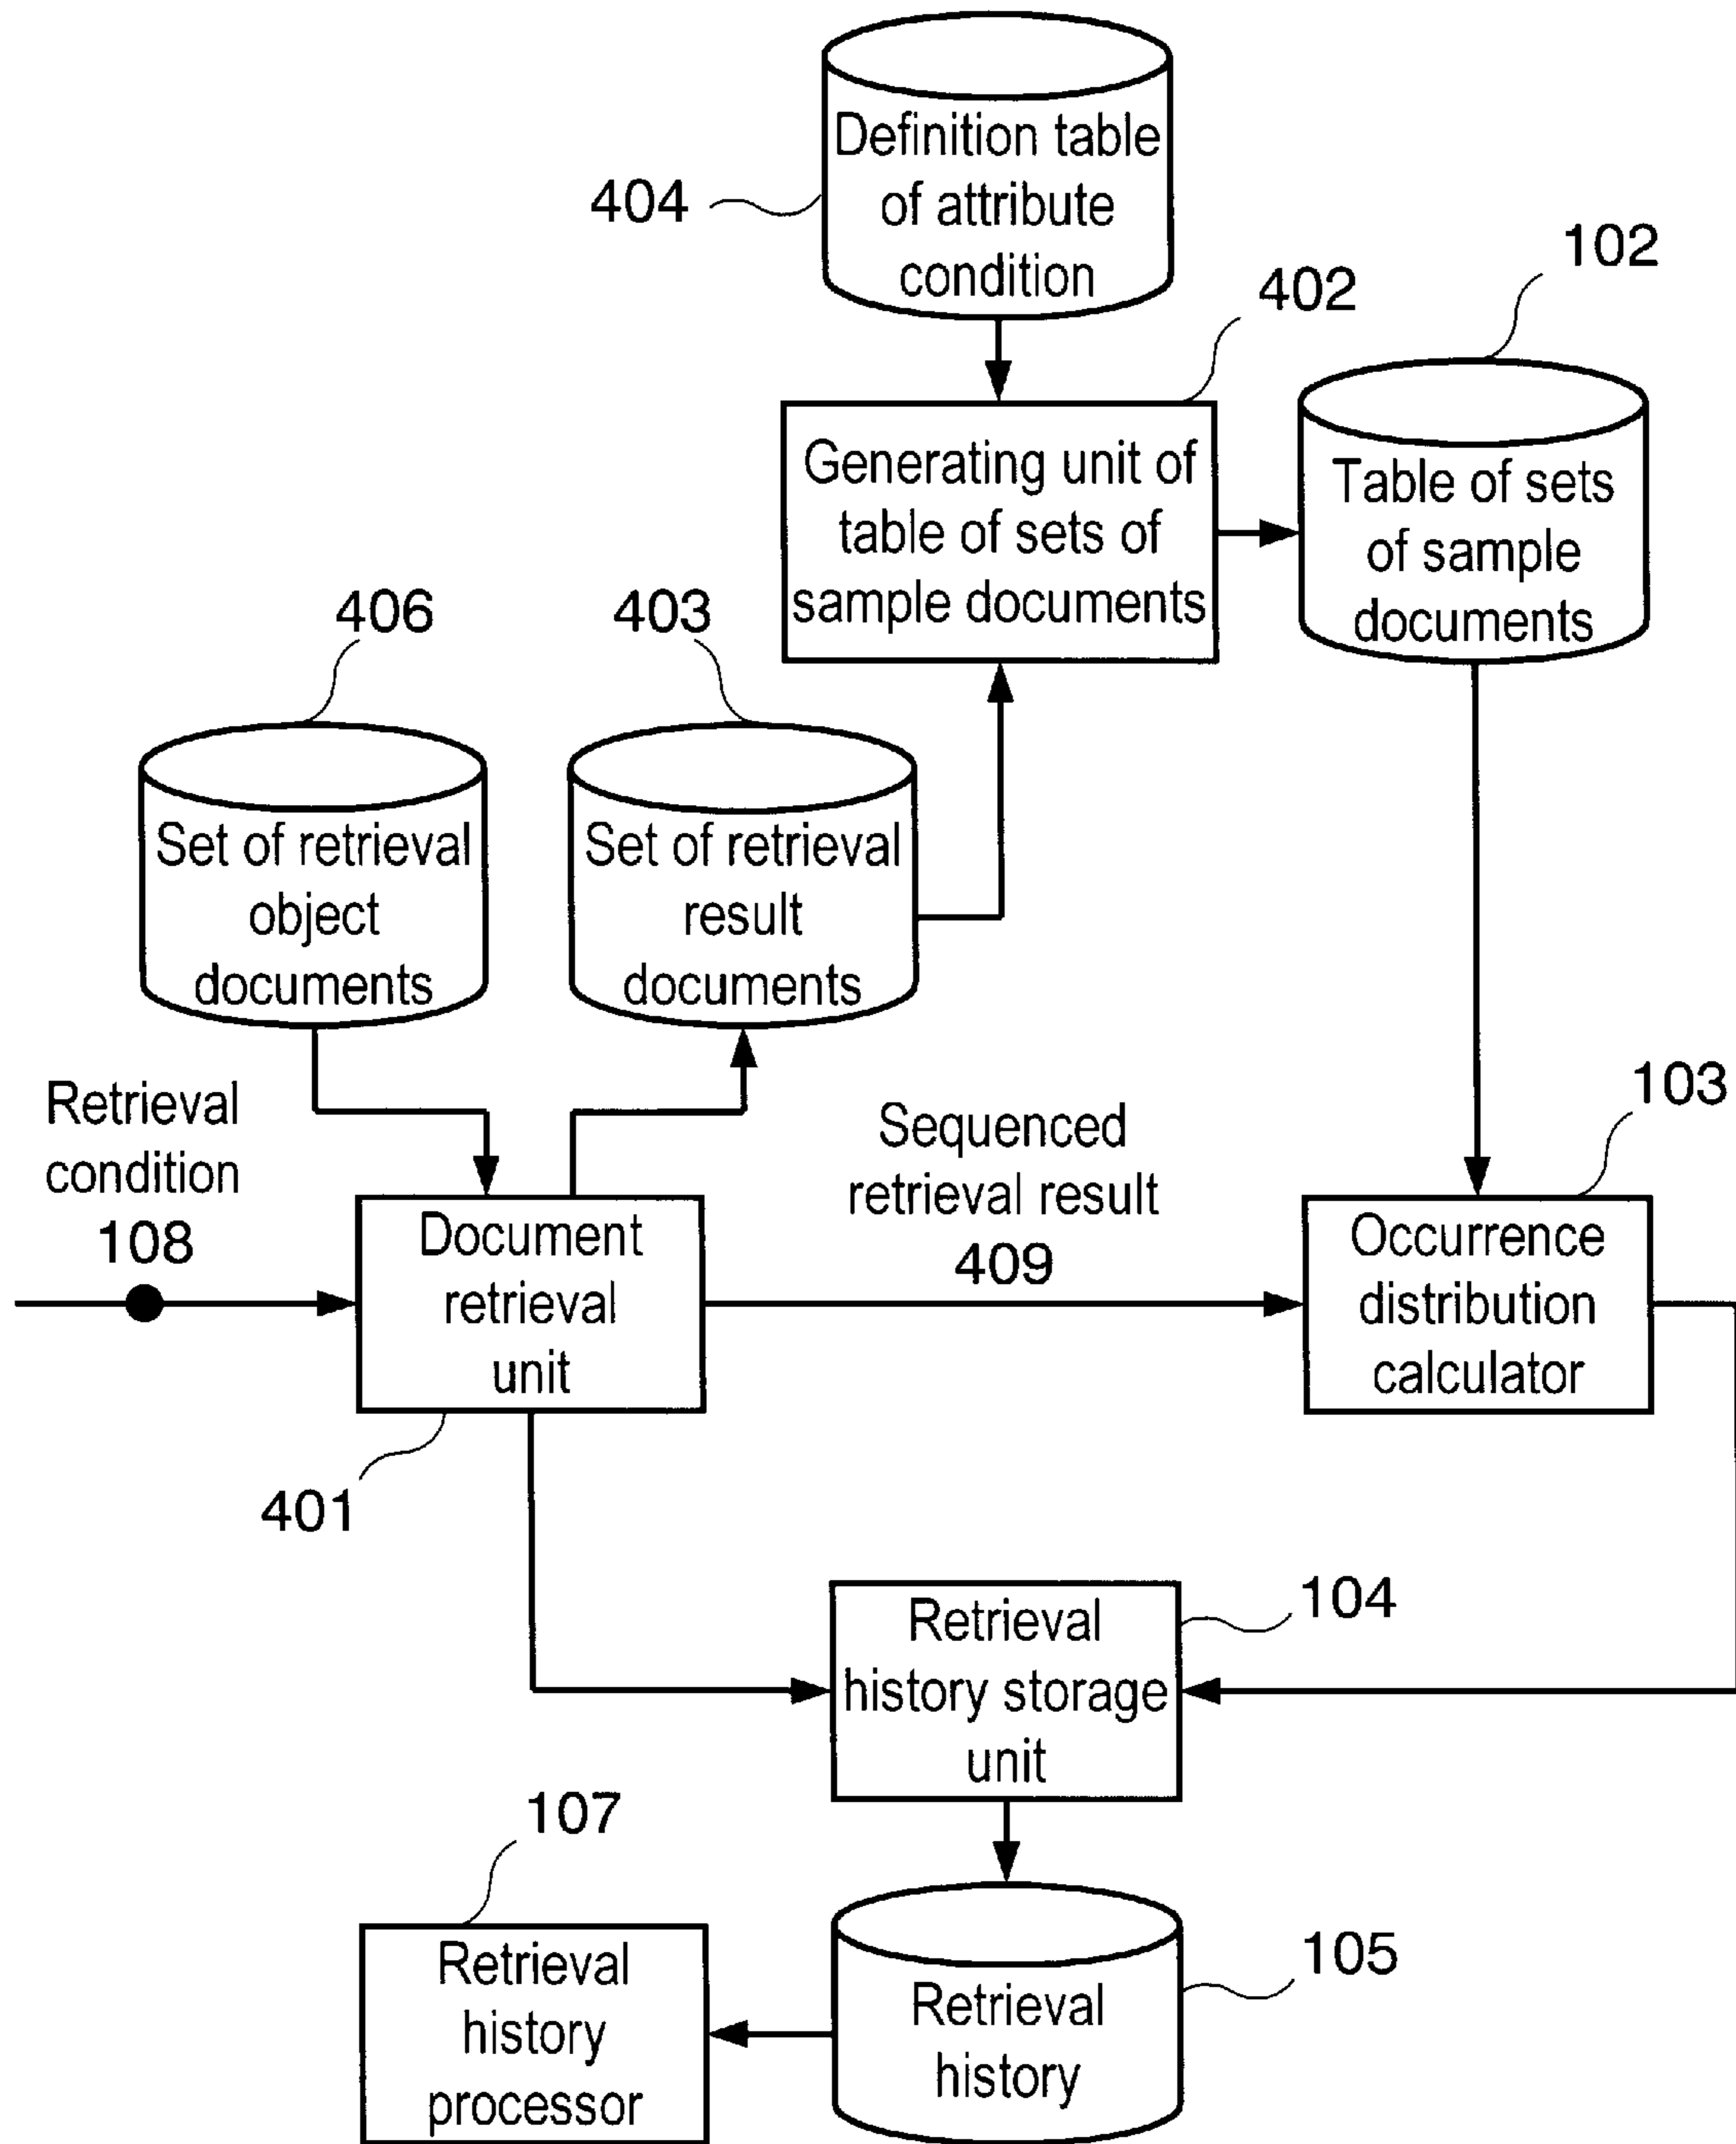 Definition table
of attribute
condition
404
102
402
Generating unit of
table of sets of
sample documents
Table of sets
of sample
documents
406
403
Set of retrieval
object
documents
Set of retrieval
result
documents
Retrieval
condition
108
Sequenced
retrieval result
409
103
Document
retrieval
unit
Occurrence
distribution
calculator
401
104
Retrieval
history storage
unit
107
105
Retrieval
history
processor
Retrieval
history